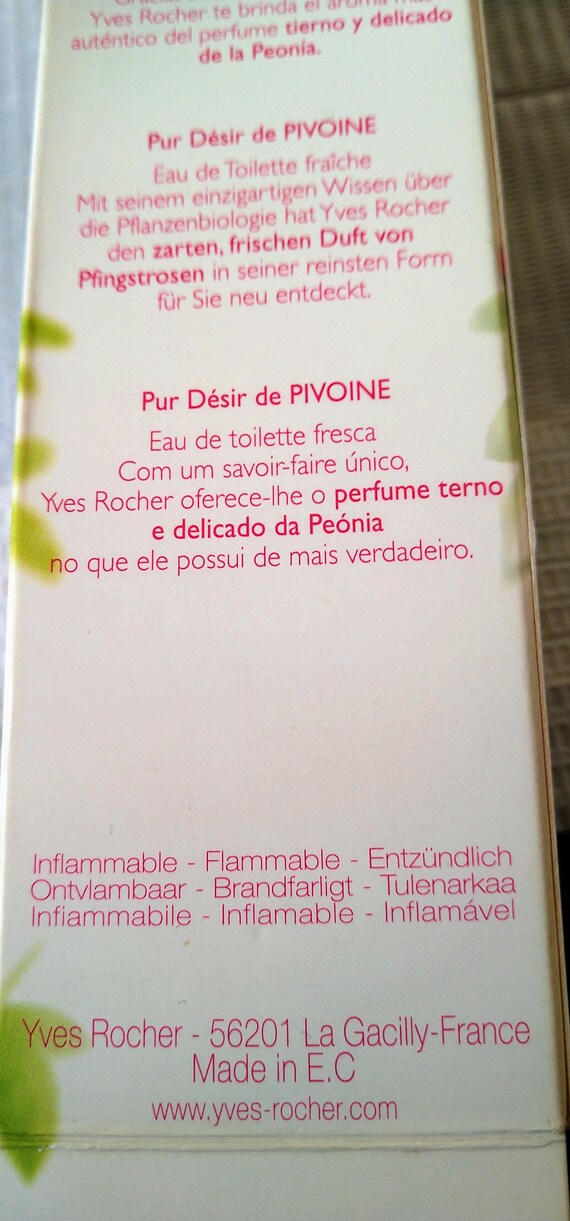 Yves Rocher te brinda el aroma más
auténtico del perfume tierno y delicado
de la Peonía.
Pur Désir de PIVOINE
Eau de Toilette fraîche
Mit seinem einzigartigen Wissen über
die Pflanzenbiologie hat Yves Rocher
den zarten, frischen Duft von
Pfingstrosen in seiner reinsten Form
für Sie neu entdeckt.
Pur Désir de PIVOINE
Eau de toilette fresca
Com um savoir-faire único,
Yves Rocher oferece-lhe o perfume terno
e delicado da Peónia
no que ele possui de mais verdadeiro.
Inflammable - Flammable - Entzündlich
Ontvlambaar - Brandfarligt - Tulenarkaa
Infiammabile - Inflamable - Inflamável
Yves Rocher - 56201 La Gacilly-France
Made in E.C
www.yves-rocher.com